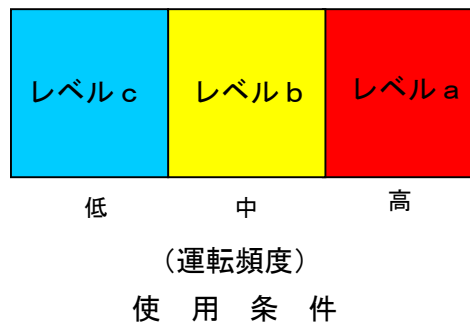 レベルｃ レベルｂ レベルａ
低 中 高
（運転頻度）
使 用 条 件